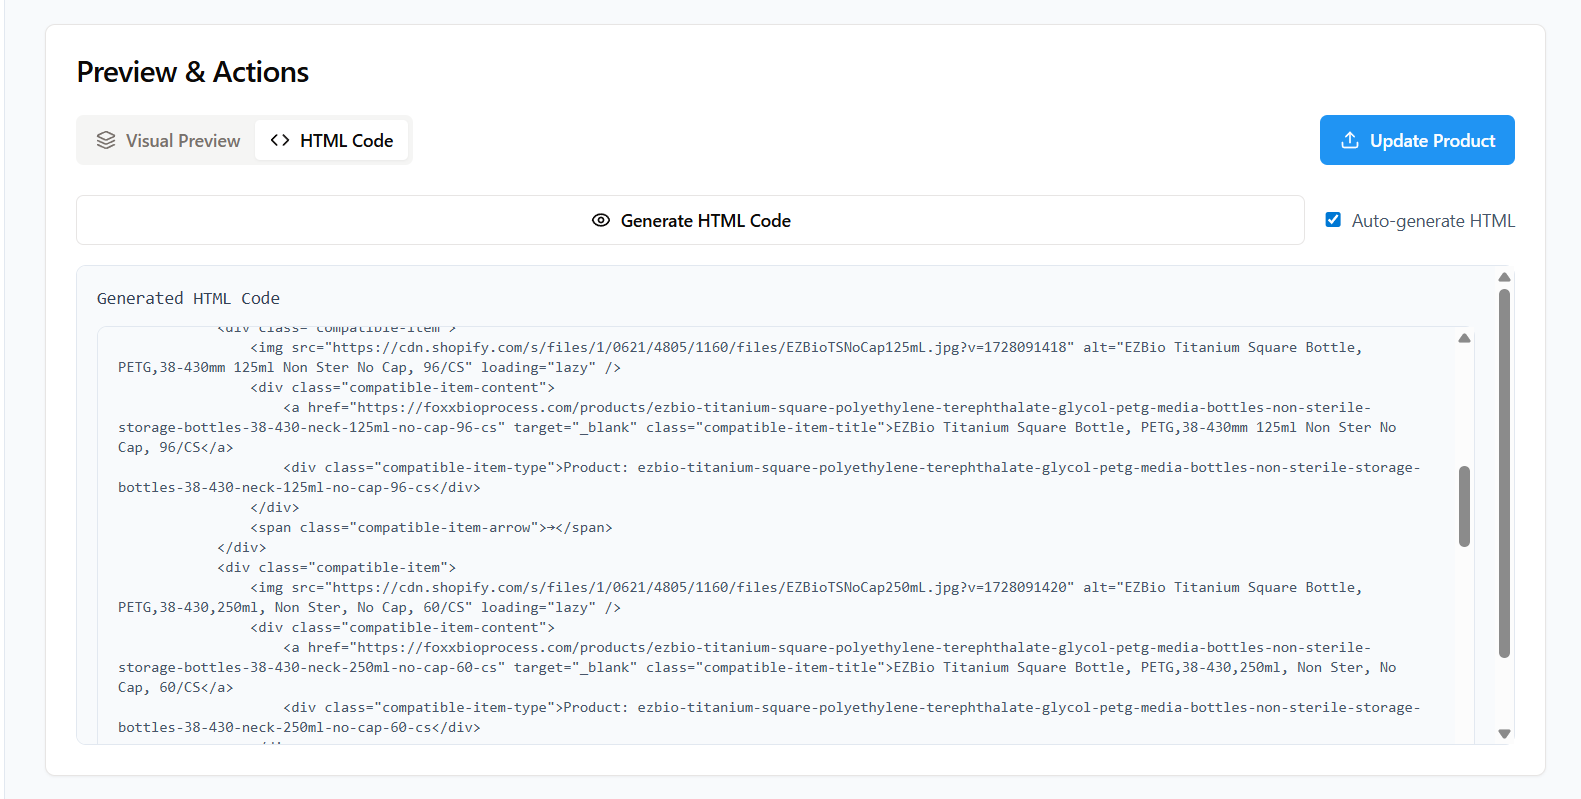 Preview & Actions
Visual Preview
<> HTML Code
Update Product
Generate HTML Code
Auto-generate HTML
Generated HTML Code
<div class="compatible-item">
<img src="https://cdn.shopify.com/s/files/1/0621/4805/1160/files/EZBioTSNoCap125mL.jpg?v=1728091418" alt="EZBio Titanium Square Bottle,
PETG,38-430mm 125ml Non Ster No Cap, 96/CS" loading="lazy" />
<div class="compatible-item-content">
<a href="https://foxxbioprocess.com/products/ezbio-titanium-square-polyethylene-terephthalate-glycol-petg-media-bottles-non-sterile-
storage-bottles-38-430-neck-125ml-no-cap-96-cs" target="_blank" class="compatible-item-title">EZBio Titanium Square Bottle, PETG,38-430mm 125ml Non Ster No
Cap, 96/CS</a>
<div class="compatible-item-type">Product: ezbio-titanium-square-polyethylene-terephthalate-glycol-petg-media-bottles-non-sterile-storage-
bottles-38-430-neck-125ml-no-cap-96-cs</div>
</div>
<span class="compatible-item-arrow">→</span>
</div>
<div class="compatible-item">
<img src="https://cdn.shopify.com/s/files/1/0621/4805/1160/files/EZBioTSNoCap250mL.jpg?v=1728091420" alt="EZBio Titanium Square Bottle,
PETG,38-430,250ml, Non Ster, No Cap, 60/CS" loading="lazy" />
<div class="compatible-item-content">
<a href="https://foxxbioprocess.com/products/ezbio-titanium-square-polyethylene-terephthalate-glycol-petg-media-bottles-non-sterile-
storage-bottles-38-430-neck-250ml-no-cap-60-cs" target="_blank" class="compatible-item-title">EZBio Titanium Square Bottle, PETG,38-430,250ml, Non Ster, No
Cap, 60/CS</a>
<div class="compatible-item-type">Product: ezbio-titanium-square-polyethylene-terephthalate-glycol-petg-media-bottles-non-sterile-storage-
bottles-38-430-neck-250ml-no-cap-60-cs</div>